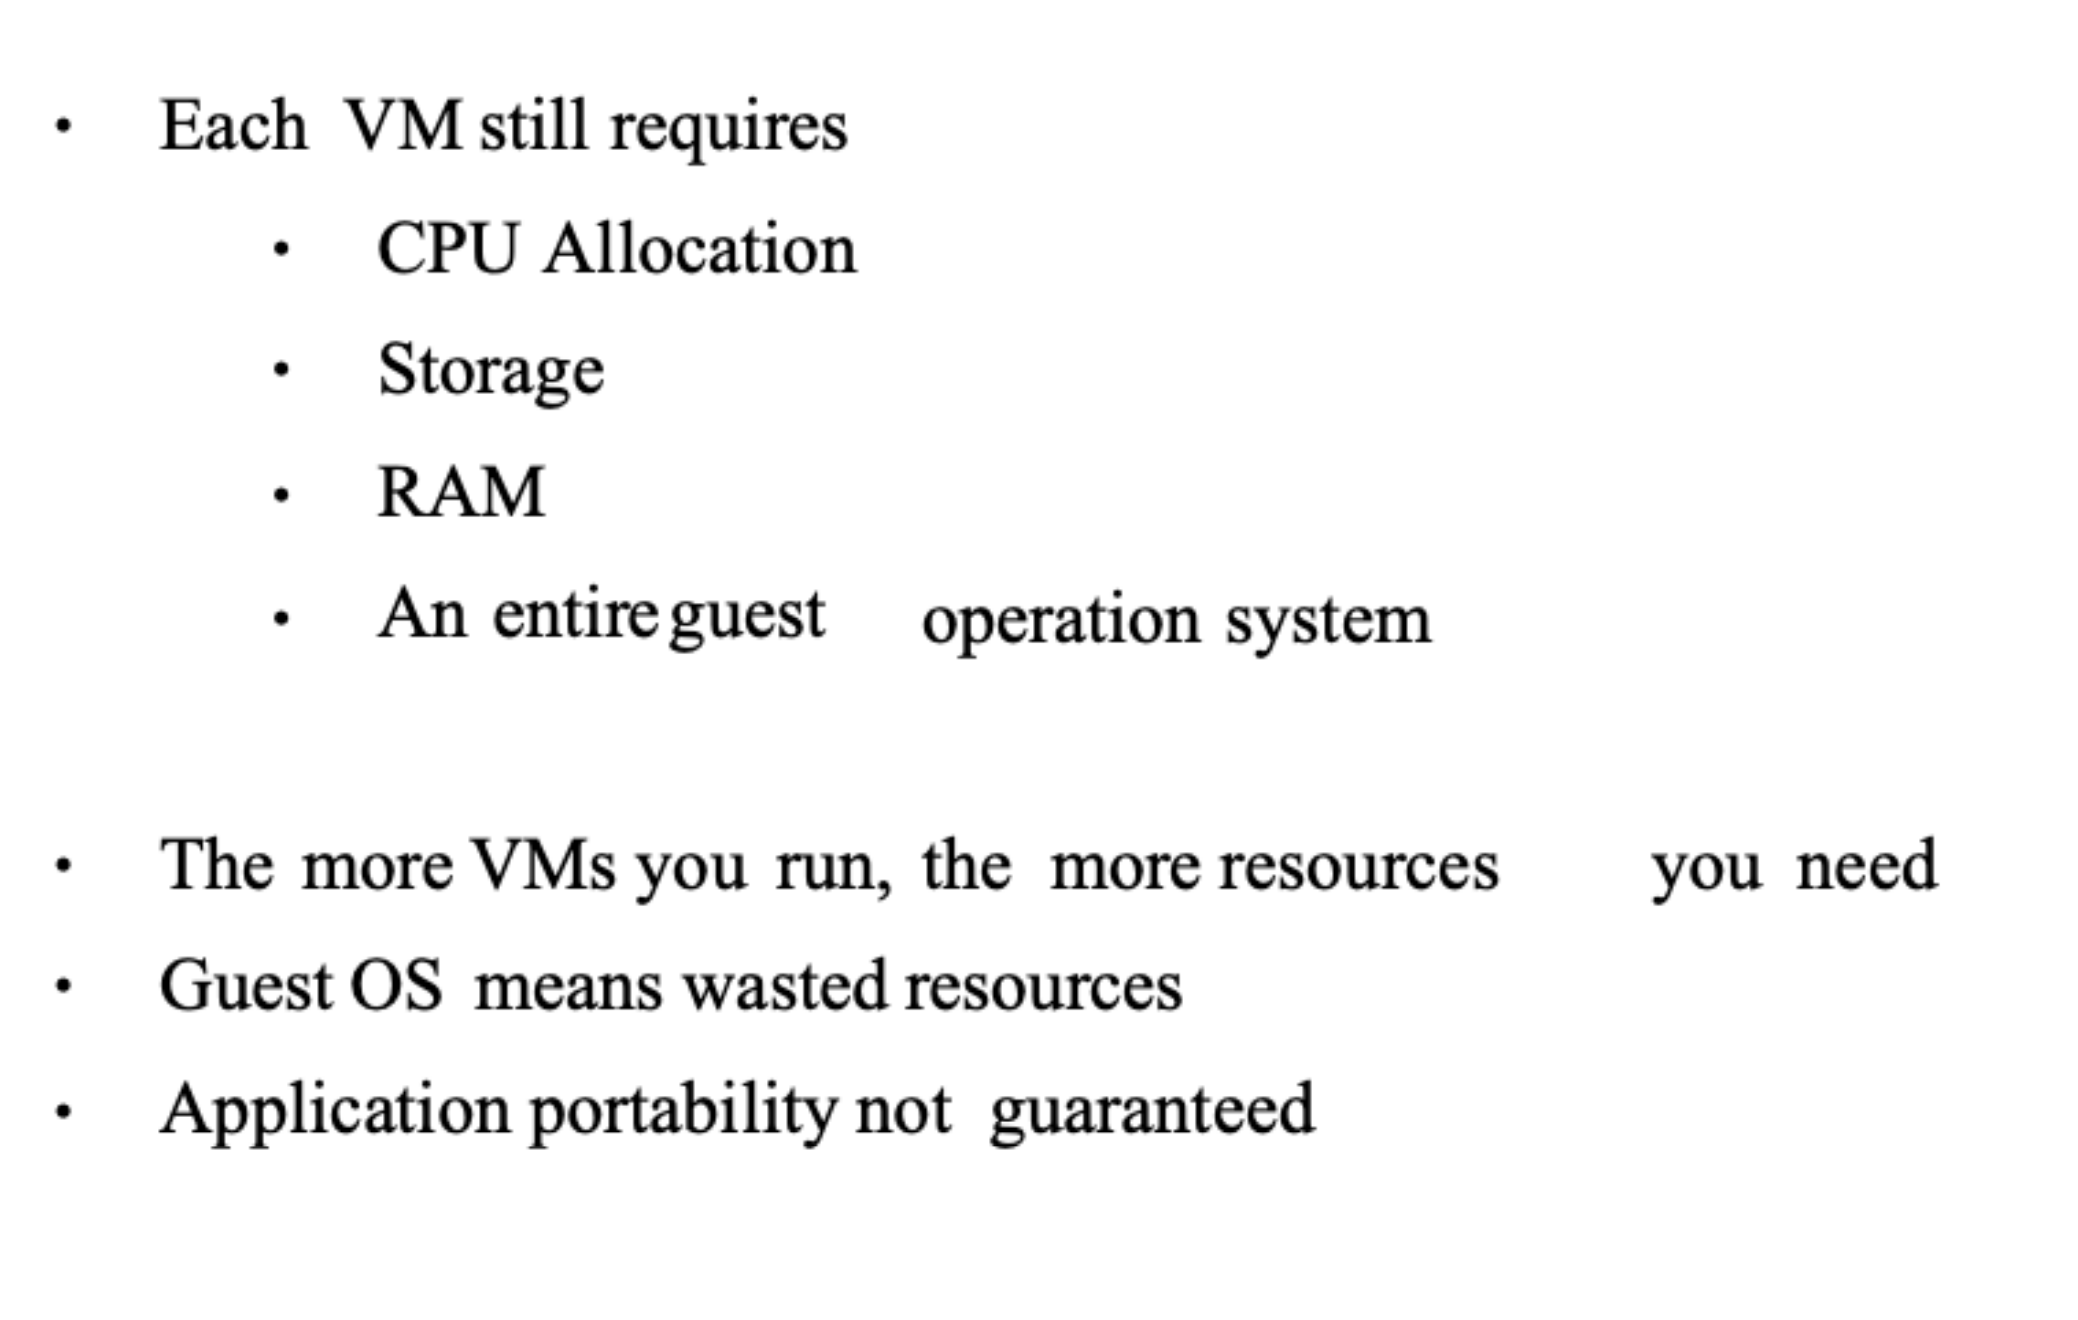 • Each VM still requires
• CPU Allocation
• Storage
• RAM
• An entire guest operation system
• The more VMs you run, the more resources you need
• Guest OS means wasted resources
• Application portability not guaranteed